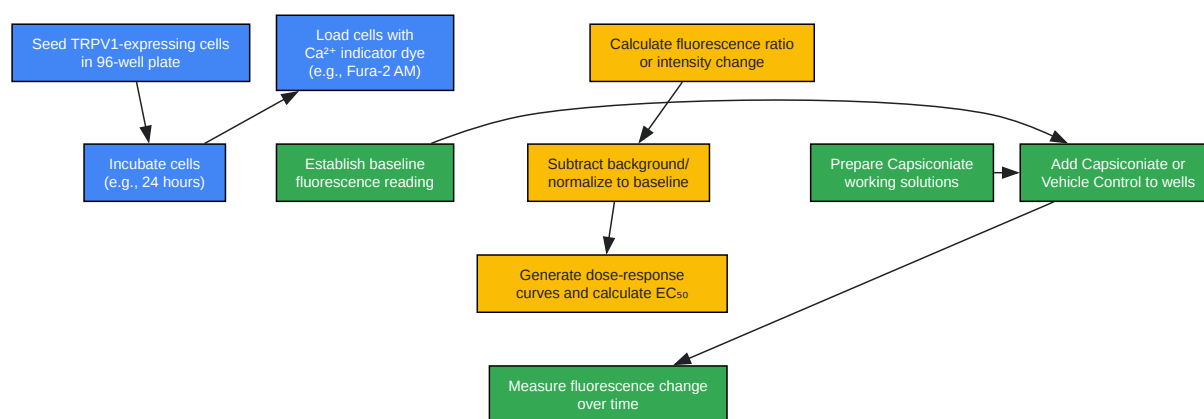 Seed TRPV1-expressing cells
in 96-well plate
Load cells with
Ca²⁺ indicator dye
(e.g., Fura-2 AM)
Calculate fluorescence ratio
or intensity change
Incubate cells
(e.g., 24 hours)
Establish baseline
fluorescence reading
Subtract background/
normalize to baseline
Prepare Capsiconiate
working solutions
Add Capsiconiate or
Vehicle Control to wells
Generate dose-response
curves and calculate EC₅₀
Measure fluorescence change
over time